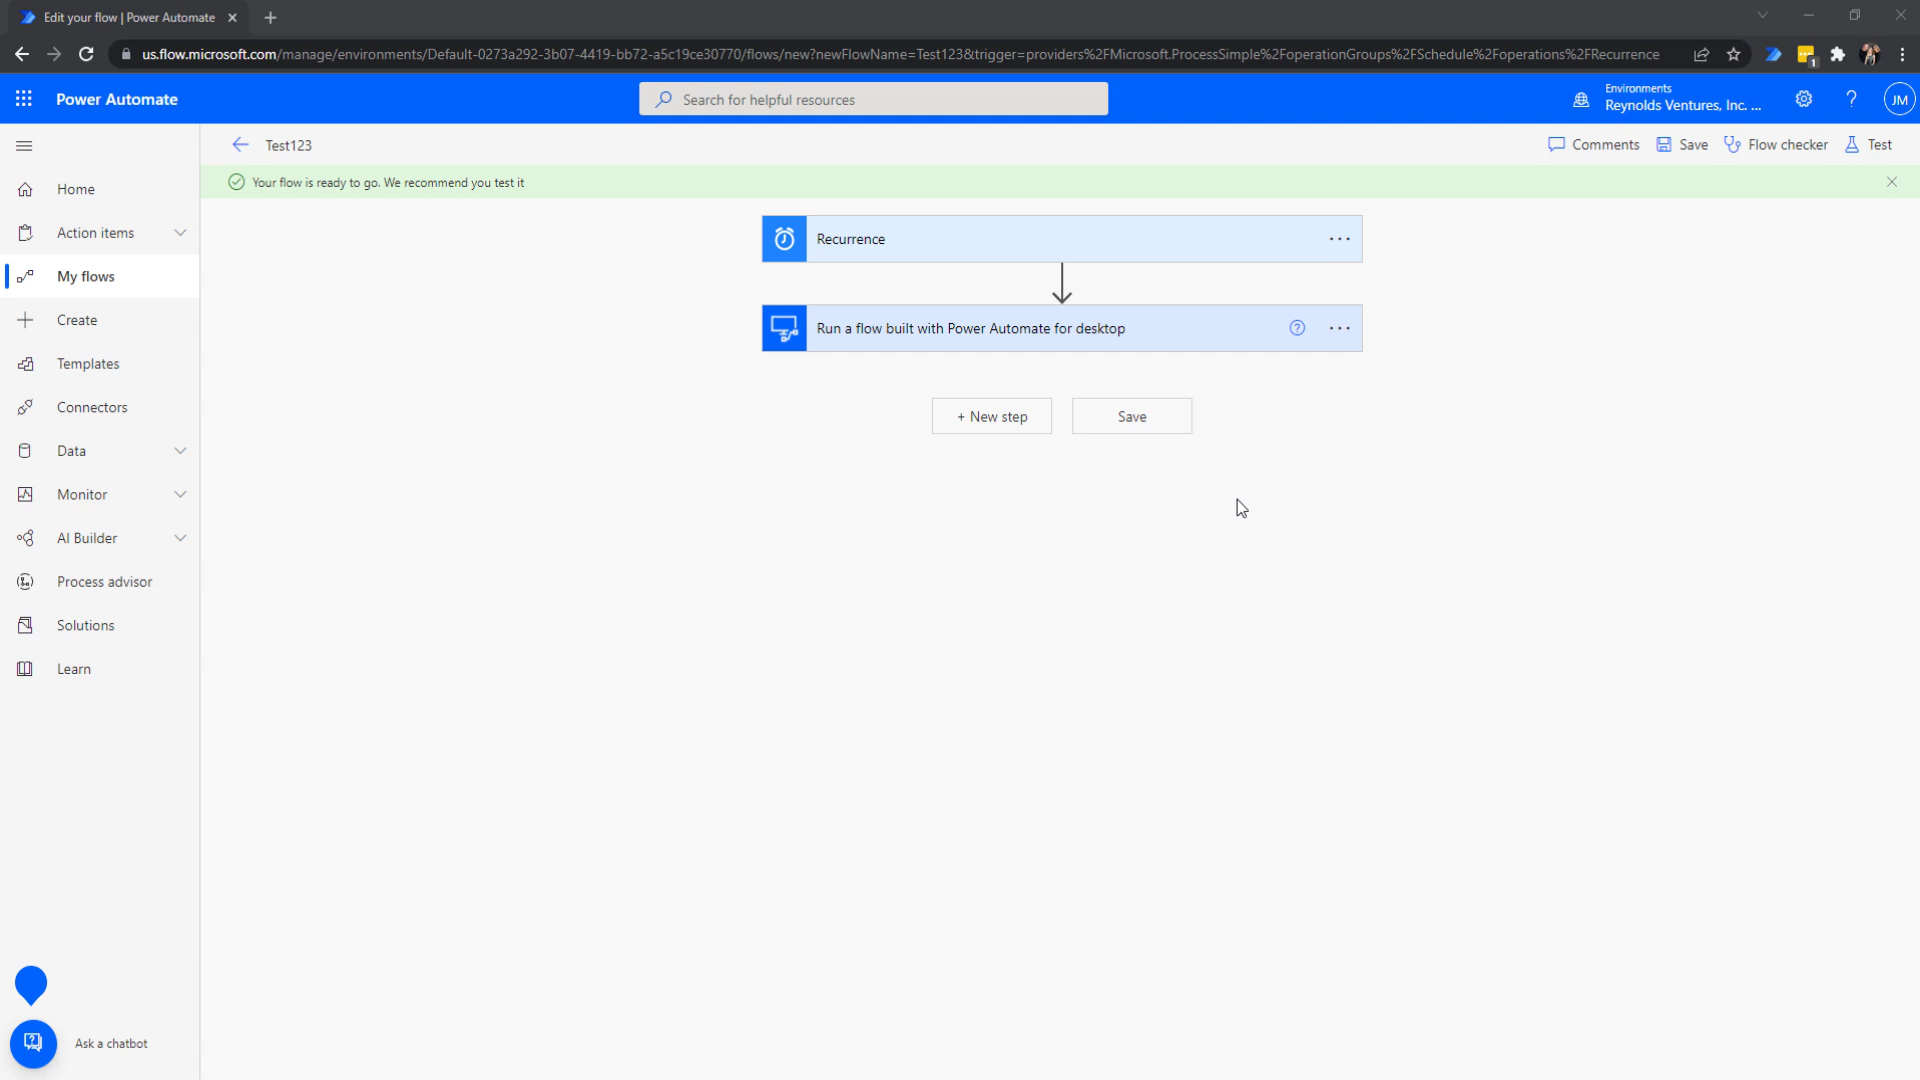 Edit your flow | Power Automate
us.flow.microsoft.com/manage/environments/Default-0273a292-3b07-4419-bb72-a5c19ce30770/flows/new?newFlowName=Test123&trigger=providers%2FMicrosoft.ProcessSimple%2FoperationGroups%2FSchedule%2Foperations%2FRecurrence
1
Power Automate
Search for helpful resources
Environments
Reynolds Ventures, Inc. ...
?
JM
Test123
Comments
Save
Flow checker
Test
Your flow is ready to go. We recommend you test it
Home
Action items
My flows
Create
Templates
Connectors
Data
Monitor
AI Builder
Process advisor
Solutions
Learn
Recurrence
...
Run a flow built with Power Automate for desktop
?
...
+ New step
Save
Ask a chatbot